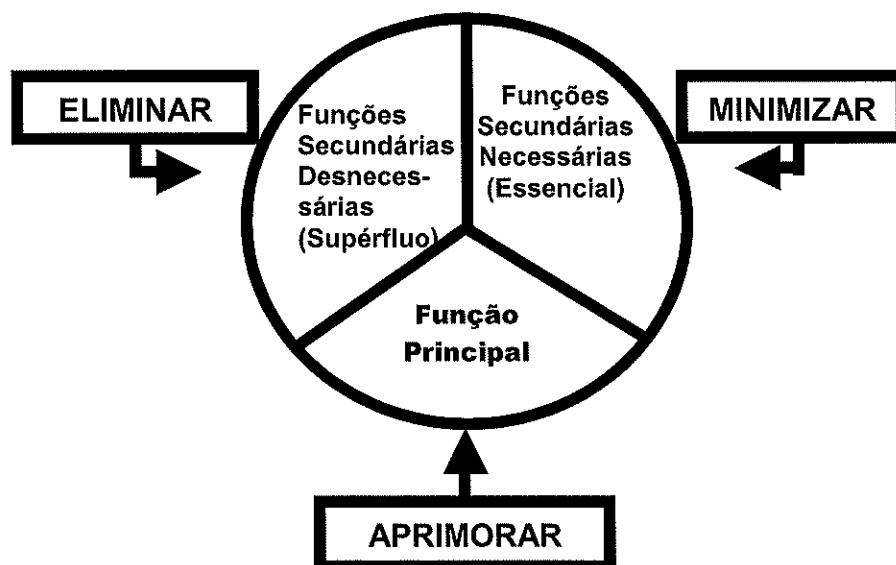 ELIMINAR
Funções
Secundárias
Desneces-
sárias
(Supérfluo)
Funções
Secundárias
Necessárias
(Essencial)
MINIMIZAR
Função
Principal
APRIMORAR